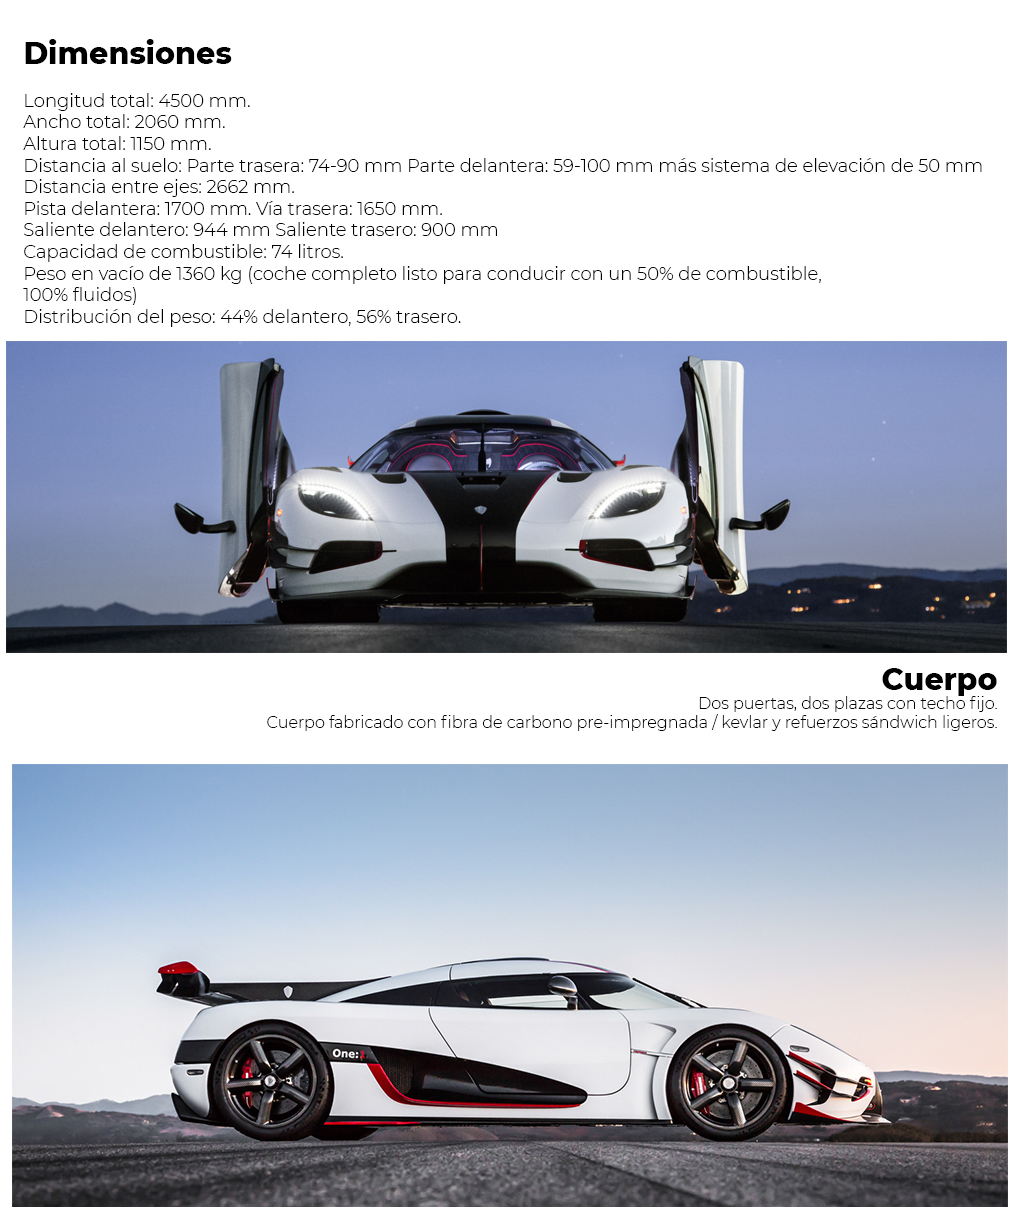 Dimensiones
Longitud total: 4500 mm.
Ancho total: 2060 mm.
Altura total: 1150 mm.
Distancia al suelo: Parte trasera: 74-90 mm Parte delantera: 59-100 mm más sistema de elevación de 50 mm
Distancia entre ejes: 2662 mm.
Pista delantera: 1700 mm. Vía trasera: 1650 mm.
Saliente delantero: 944 mm Saliente trasero: 900 mm
Capacidad de combustible: 74 litros.
Peso en vacío de 1360 kg (coche completo listo para conducir con un 50% de combustible,
100% fluidos)
Distribución del peso: 44% delantero, 56% trasero.
Cuerpo
Dos puertas, dos plazas con techo fijo.
Cuerpo fabricado con fibra de carbono pre-impregnada / kevlar y refuerzos sándwich ligeros.
One:1